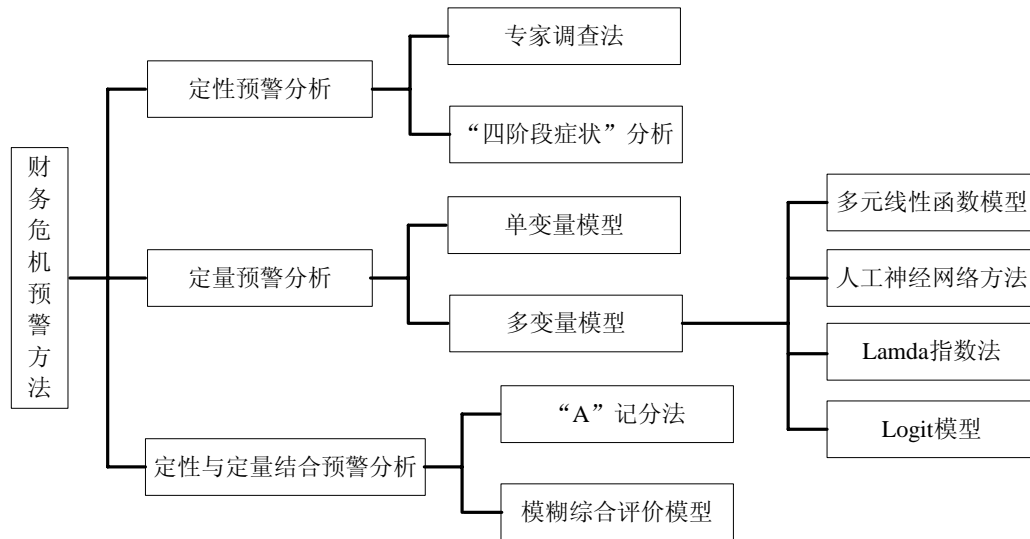 财务危机预警方法
定性预警分析
专家调查法
“四阶段症状”分析
定量预警分析
单变量模型
多变量模型
多元线性函数模型
人工神经网络方法
Lamda指数法
Logit模型
定性与定量结合预警分析
“A”记分法
模糊综合评价模型